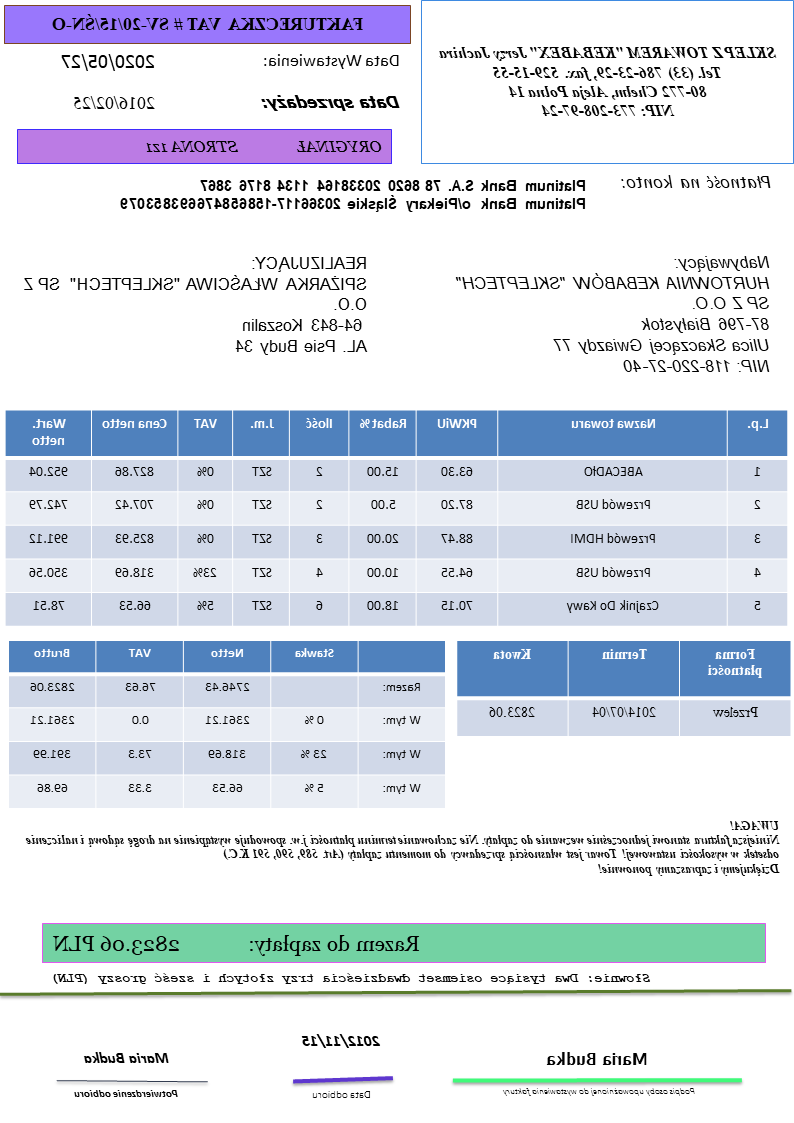 SKLEP Z TOWAREM "KEBABEX" Jerzy Jachira
Tel. (33) 786-23-29, fax. 529-15-55
80-772 Chełm, Aleja Polna 14
NIP: 773-208-97-24
FAKTURECZKA VAT # SV-20/15/ŚN-O
Data Wystawienia: 2020/05/27
Data sprzedaży: 2016/02/25
ORYGINAŁ STRONA 1z1
Płatność na konto: Platinum Bank S.A. 78 8620 20338164 1134 8176 3867
Platinum Bank o/Piekary Śląskie 20366117-158658476693853079
Nabywający:
HURTOWNIA KEBABÓW "SKLEPTECH"
SP Z O.O.
87-796 Białystok
Ulica Skaczącej Gwiazdy 77
NIP: 118-220-27-40
REALIZUJĄCY:
SPIŻARKA WŁAŚCIWA "SKLEPTECH" SP Z
O.O.
64-843 Koszalin
AL. Psie Budy 34
L.p. Nazwa towaru PKWiU Rabat % Ilość J.m. VAT Cena netto Wart. netto
1 ABECADŁO 63.30 15.00 2 SZT 0% 827.86 952.04
2 Przewód USB 87.20 5.00 2 SZT 0% 707.42 742.79
3 Przewód HDMI 88.47 20.00 3 SZT 0% 825.93 991.12
4 Przewód USB 64.55 10.00 4 SZT 23% 318.69 350.56
5 Czajnik Do Kawy 70.15 18.00 6 SZT 5% 66.53 78.51
Forma płatności Termin Kwota
Przelew 2014/07/04 2823.06
Stawka Netto VAT Brutto
Razem: 2746.43 76.63 2823.06
W tym: 0 % 2361.21 0.0 2361.21
W tym: 23 % 318.69 73.3 391.99
W tym: 5 % 66.53 3.33 69.86
UWAGA!
Niniejsza faktura stanowi jednocześnie wezwanie do zapłaty. Nie zachowanie terminu płatności j.w. spowoduje wystąpienie na drogę sądową i naliczenie
odsetek w wysokości ustawowej! Towar jest własnością sprzedawcy do momentu zapłaty (Art. 589, 590, 591 K.C.)
Dziękujemy i zapraszamy ponownie!
Razem do zapłaty: 2823.06 PLN
Słownie: Dwa tysiące osiemset dwadzieścia trzy złotych i sześć groszy (PLN)
Maria Budka
Podpis osoby upoważnionej do wystawienia faktury
2012/11/15
Data odbioru
Maria Budka
Potwierdzenie odbioru